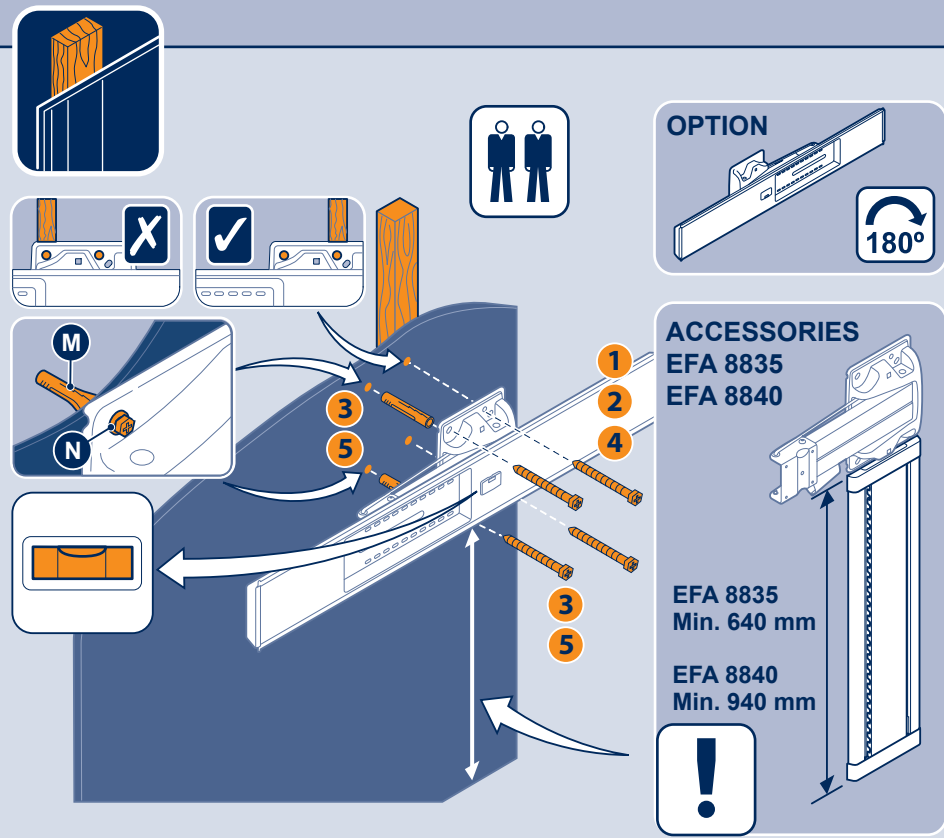 OPTION
180º
M
N
3
5
1
2
4
3
5
ACCESSORIES
EFA 8835
EFA 8840
EFA 8835
Min. 640 mm
EFA 8840
Min. 940 mm
!